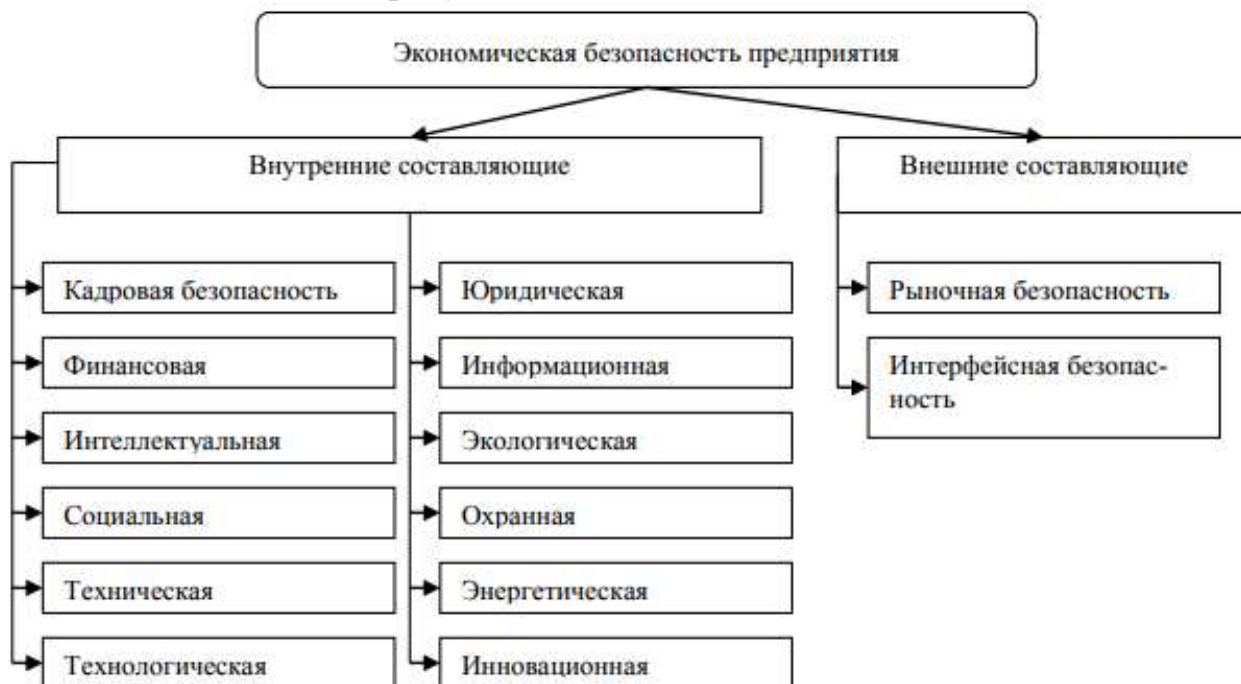 Экономическая безопасность предприятия
Внутренние составляющие
Внешние составляющие
Кадровая безопасность
Финансовая
Интеллектуальная
Социальная
Техническая
Технологическая
Юридическая
Информационная
Экологическая
Охранная
Энергетическая
Инновационная
Рыночная безопасность
Интерфейсная безопас-
ность